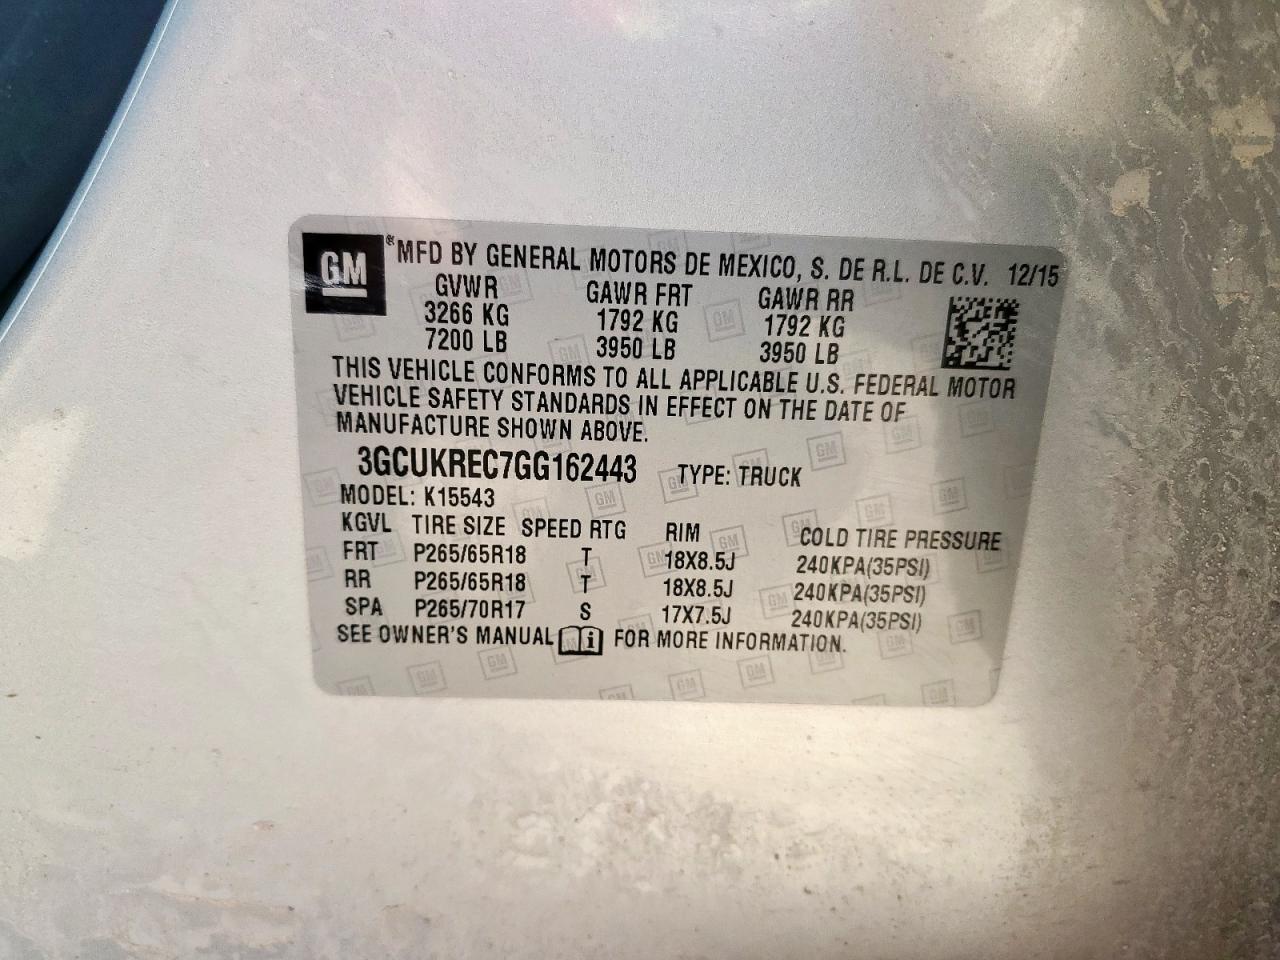 GM ®MFD BY GENERAL MOTORS DE MEXICO, S. DE R.L. DE C.V. 12/15
GVWR GAWR FRT GAWR RR
3266 KG 1792 KG 1792 KG
7200 LB 3950 LB 3950 LB
THIS VEHICLE CONFORMS TO ALL APPLICABLE U.S. FEDERAL MOTOR
VEHICLE SAFETY STANDARDS IN EFFECT ON THE DATE OF
MANUFACTURE SHOWN ABOVE.
3GCUKREC7GG162443 TYPE: TRUCK
MODEL: K15543
KGVL TIRE SIZE SPEED RTG RIM COLD TIRE PRESSURE
FRT P265/65R18 T 18X8.5J 240KPA(35PSI)
RR P265/65R18 T 18X8.5J 240KPA(35PSI)
SPA P265/70R17 S 17X7.5J 240KPA(35PSI)
SEE OWNER'S MANUAL i FOR MORE INFORMATION.